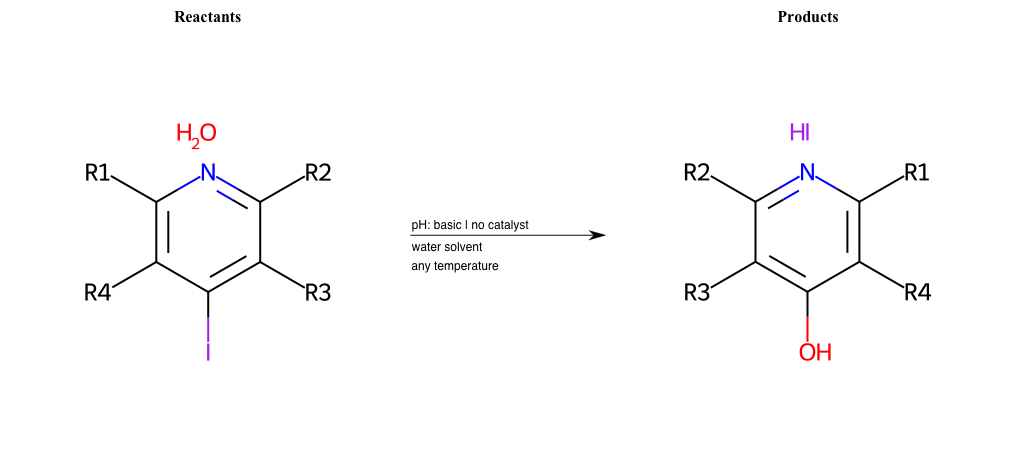 Reactants Products
H2O HI
R1 N R2 R2 N R1
pH: basic | no catalyst
water solvent
any temperature
R4 R3 R3 R4
I OH